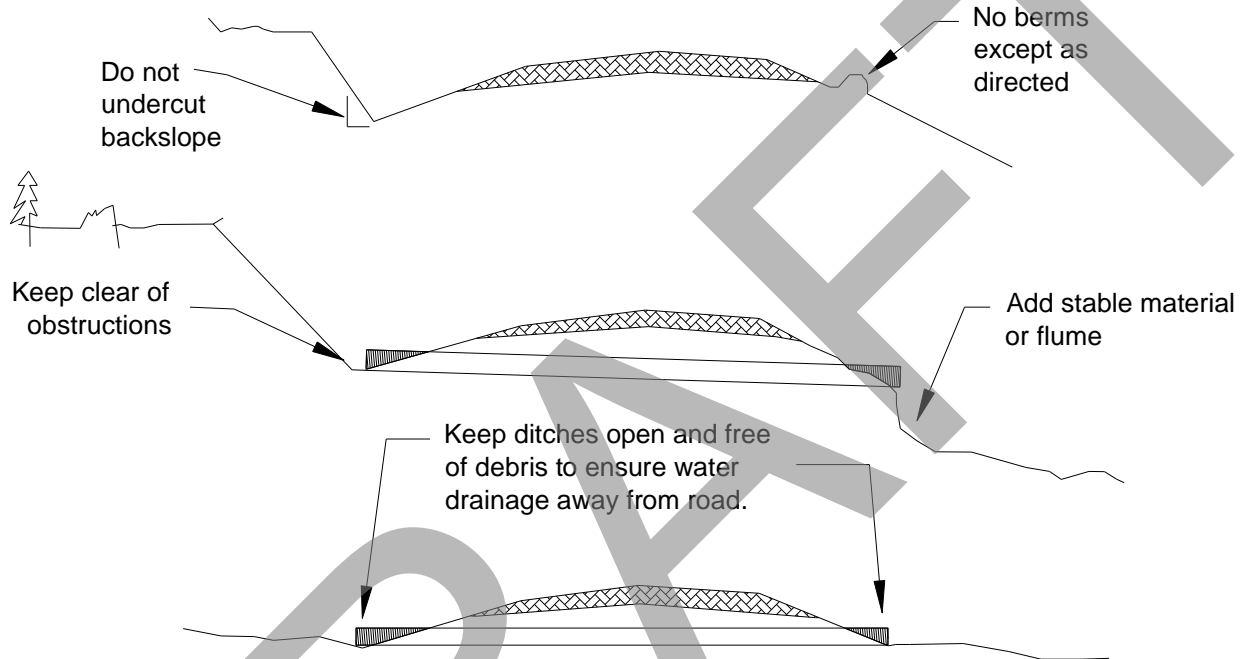 No berms
except as
directed
Do not
undercut
backslope
Keep clear of
obstructions
Add stable material
or flume
Keep ditches open and free
of debris to ensure water
drainage away from road.